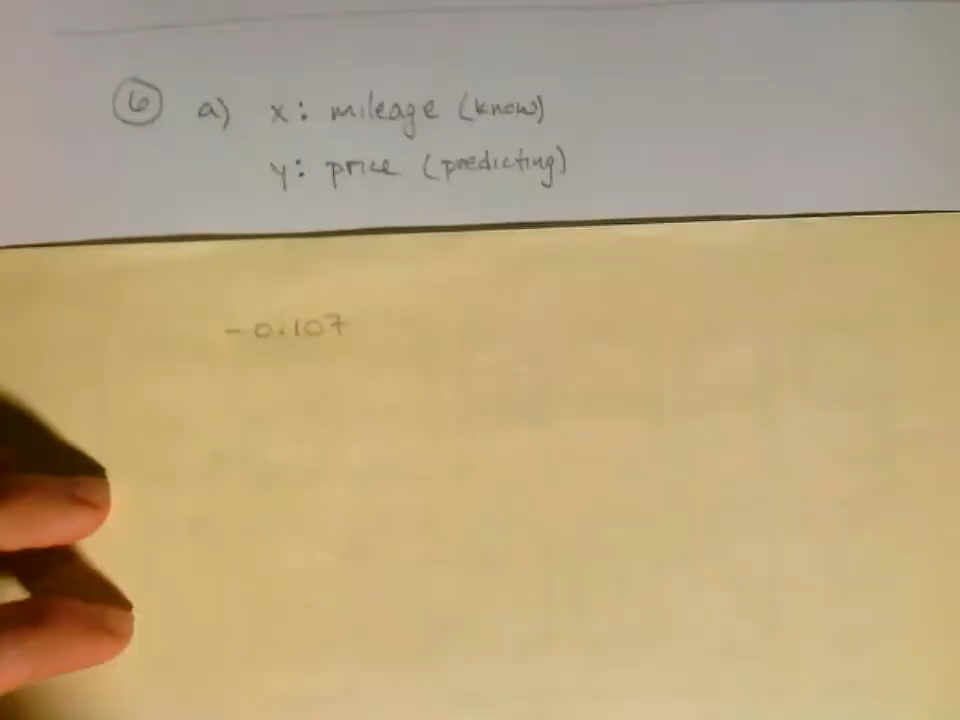 6 a) x: mileage (know)
y: price (predicting)
-0.107